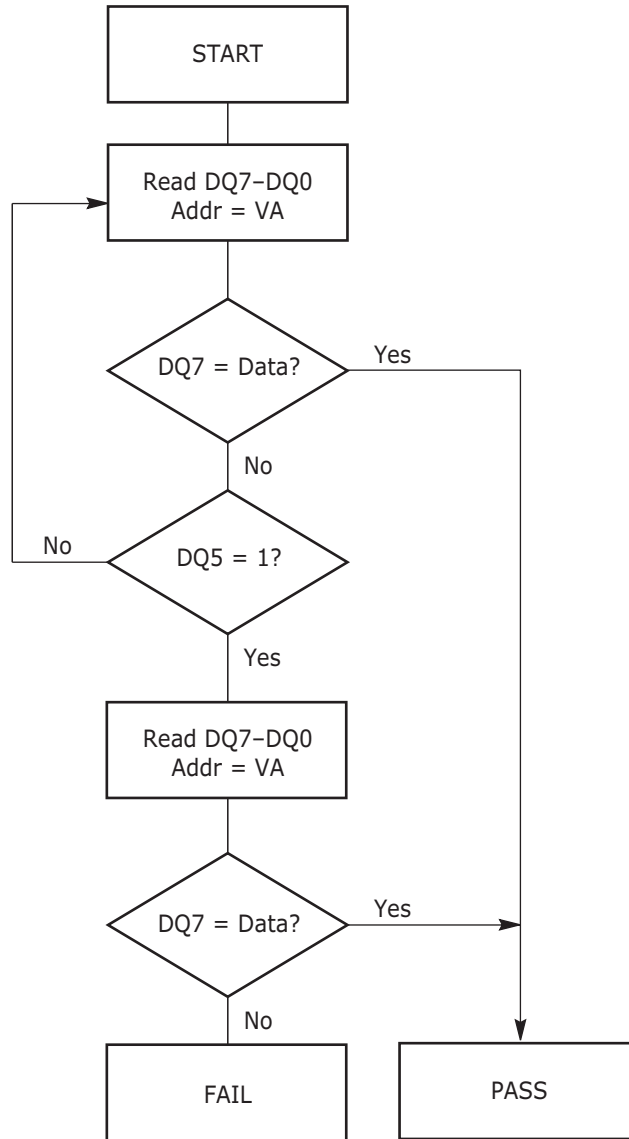 START
Read DQ7–DQ0
Addr = VA
DQ7 = Data?
Yes
No
No
DQ5 = 1?
Yes
Read DQ7–DQ0
Addr = VA
DQ7 = Data?
Yes
No
FAIL
PASS